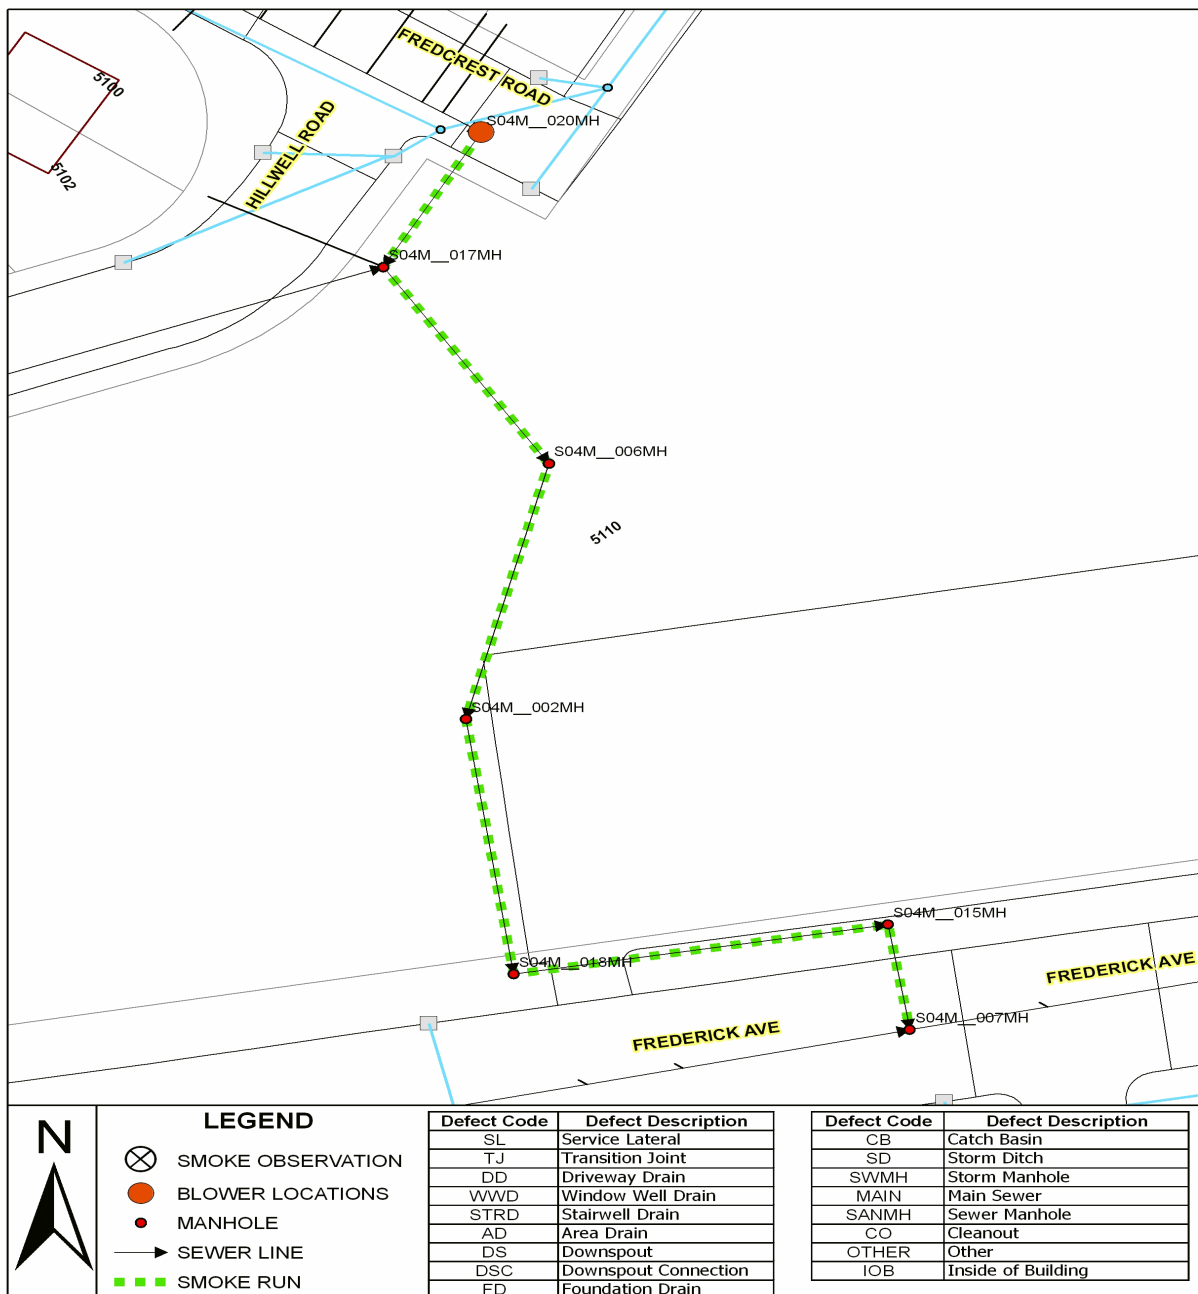 FREDCREST ROAD
5100
S04M__020MH
HILLWELL ROAD
5102
S04M__017MH
S04M__006MH
5110
S04M__002MH
S04M__015MH
S04M__018MH
FREDERICK AVE
S04M__007MH
FREDERICK AVE
N
LEGEND
SMOKE OBSERVATION
BLOWER LOCATIONS
MANHOLE
SEWER LINE
SMOKE RUN
Defect Code Defect Description
SL Service Lateral
TJ Transition Joint
DD Driveway Drain
WWD Window Well Drain
STRD Stairwell Drain
AD Area Drain
DS Downspout
DSC Downspout Connection
FD Foundation Drain
Defect Code Defect Description
CB Catch Basin
SD Storm Ditch
SWMH Storm Manhole
MAIN Main Sewer
SANMH Sewer Manhole
CO Cleanout
OTHER Other
IOB Inside of Building